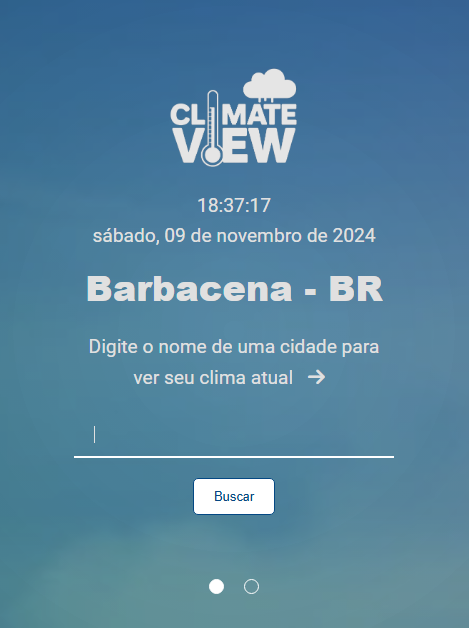 CLIMATE
VIEW
18:37:17
sábado, 09 de novembro de 2024
Barbacena - BR
Digite o nome de uma cidade para
ver seu clima atual →
Buscar